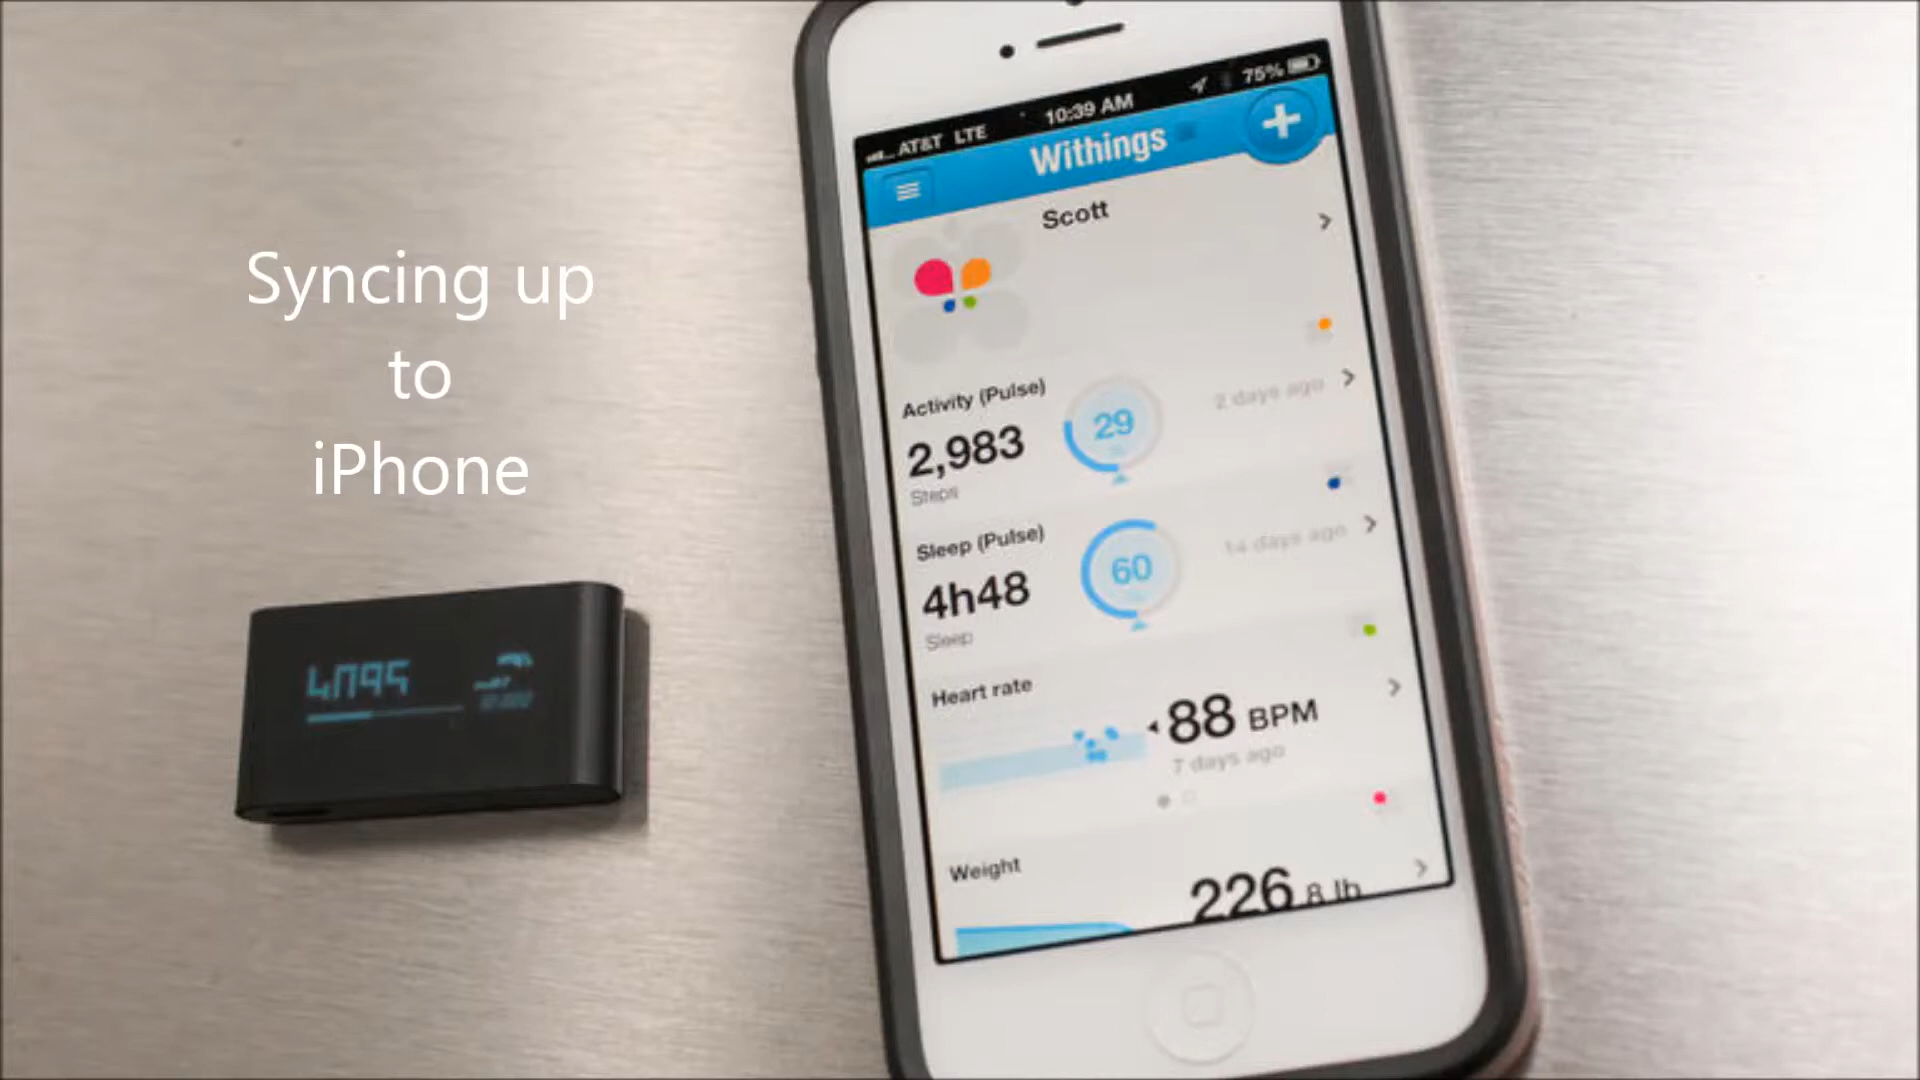 AT&T LTE 10:39 AM 75%
Withings
Scott
Syncing up
to
iPhone
Activity (Pulse)
29
2 days ago
2,983
Steps
Sleep (Pulse)
60
14 days ago
4h48
Sleep
Heart rate
88 BPM
7 days ago
Weight
226.8 lb